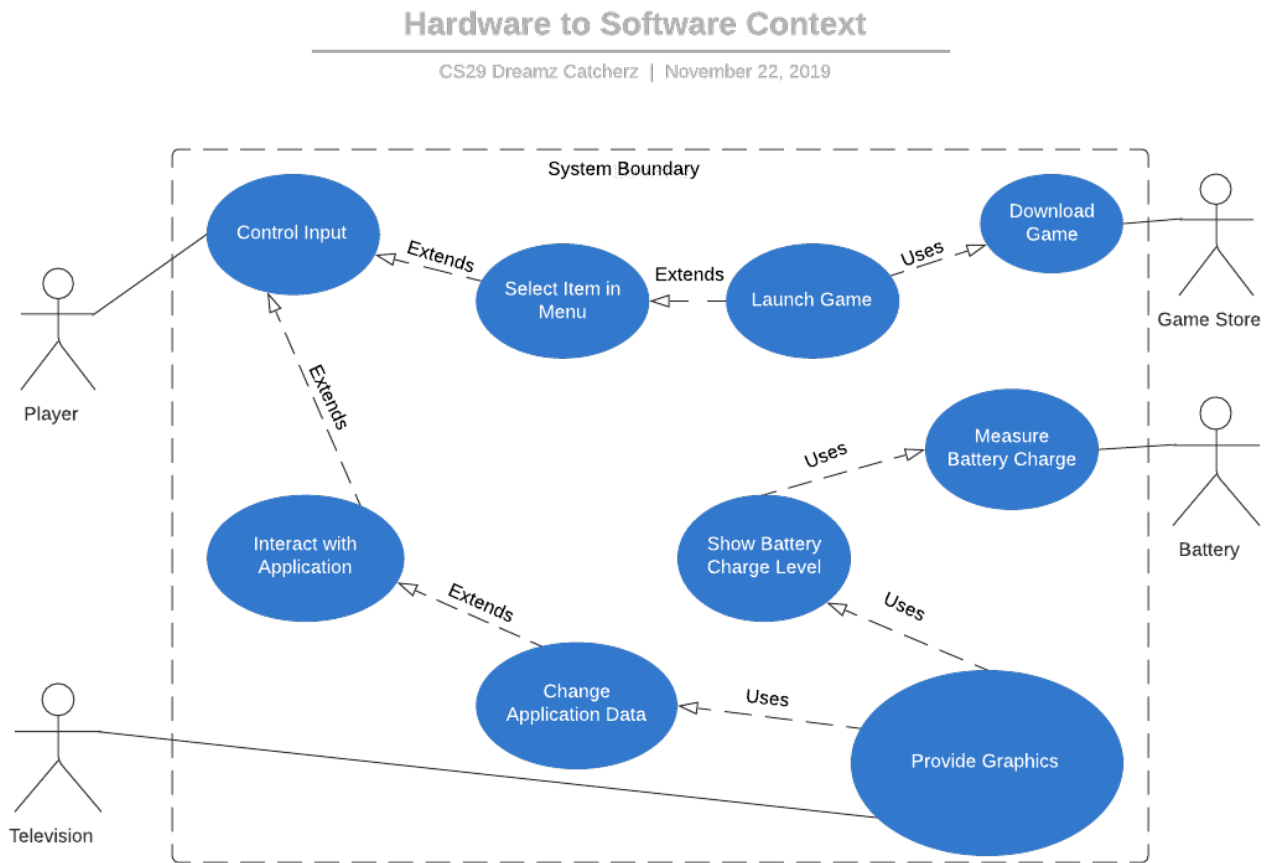 Hardware to Software Context
CS29 Dreamz Catcherz | November 22, 2019
System Boundary
Control Input
Extends
Select Item in
Menu
Extends
Launch Game
Uses
Download
Game
Game Store
Player
Extends
Measure
Battery Charge
Uses
Battery
Interact with
Application
Show Battery
Charge Level
Extends
Uses
Change
Application Data
Uses
Provide Graphics
Television